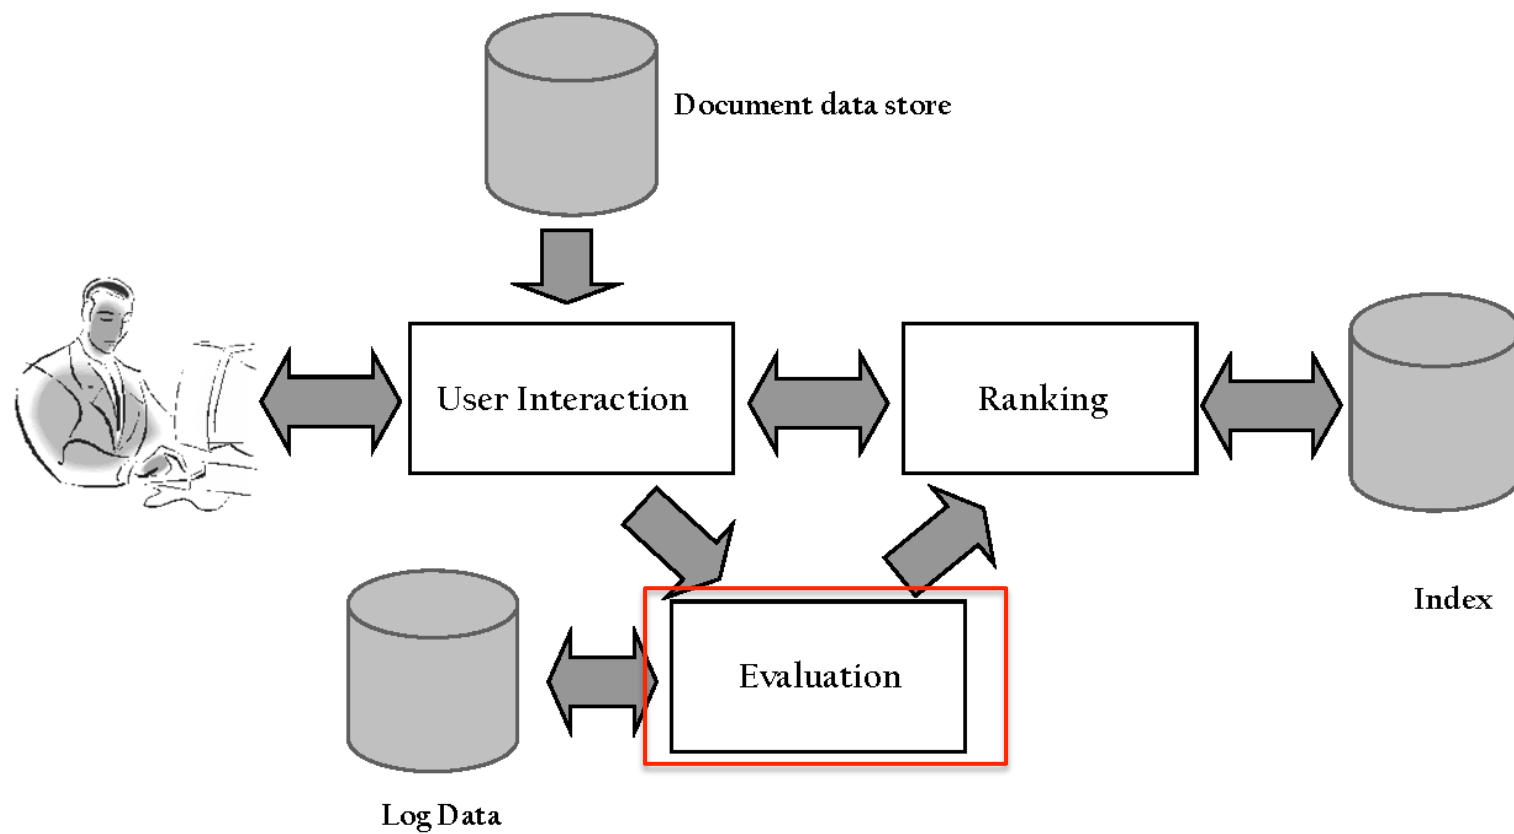 Document data store
User Interaction
Ranking
Index
Evaluation
Log Data